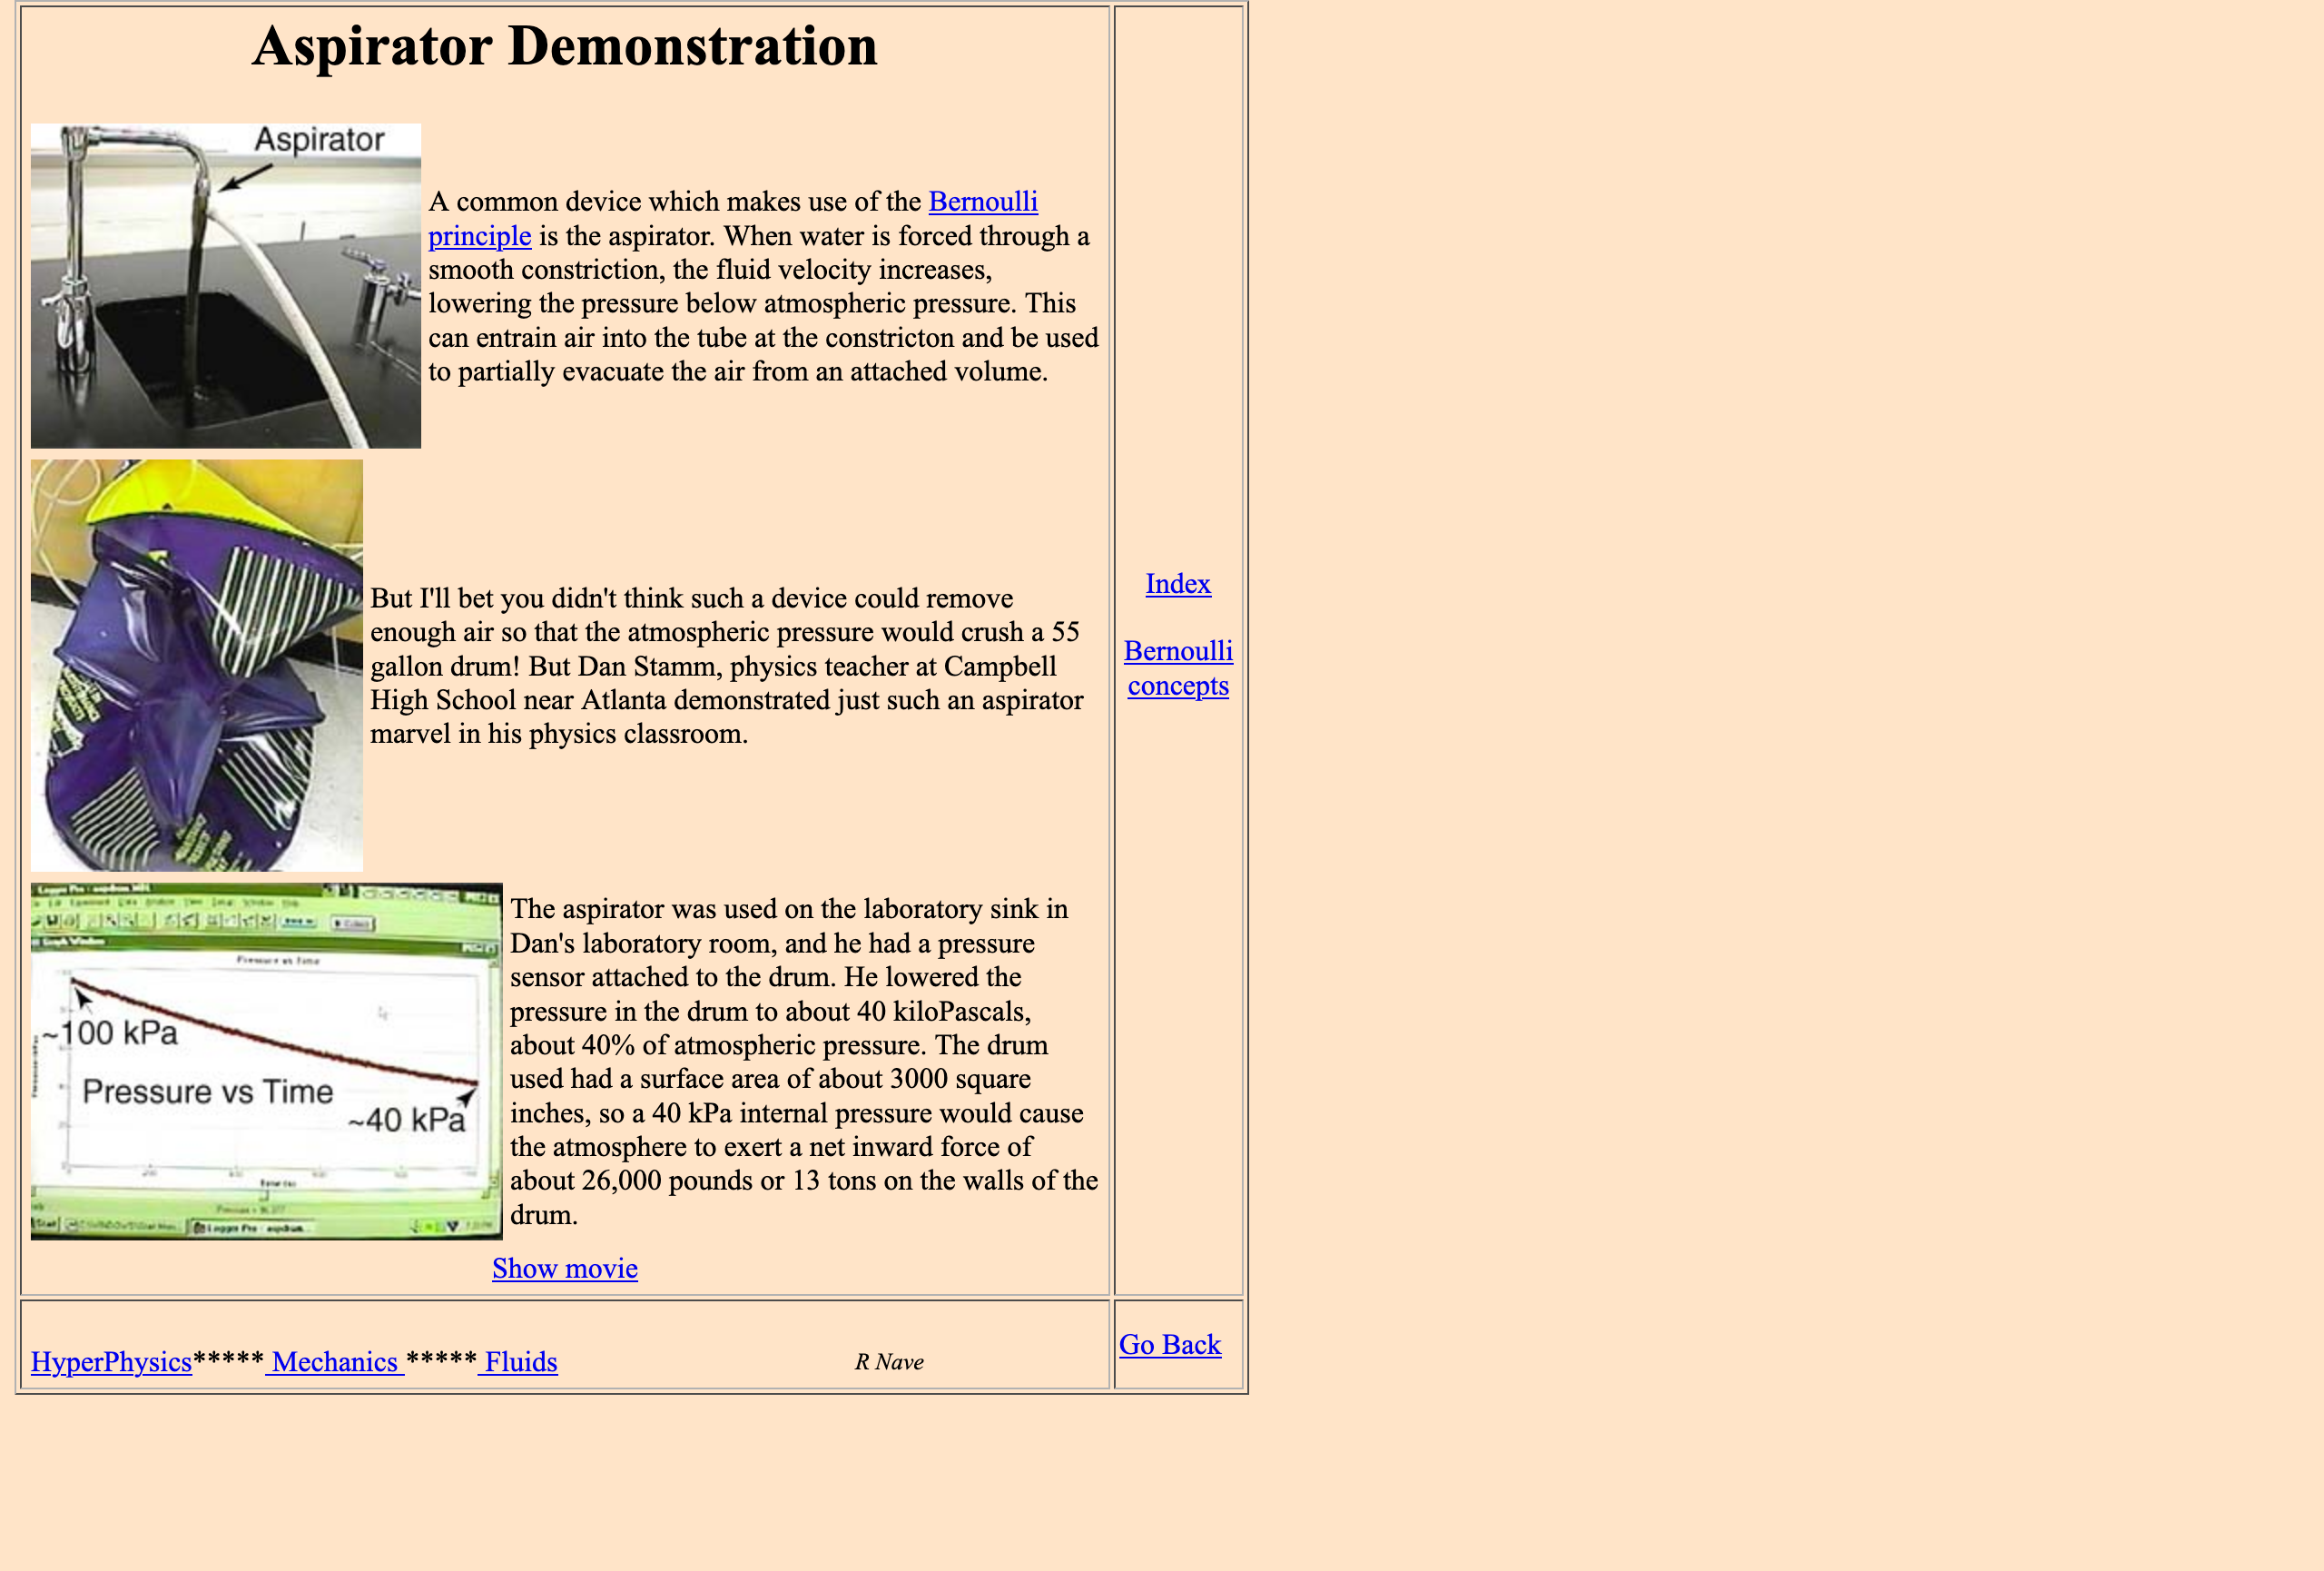 Aspirator Demonstration
Aspirator
A common device which makes use of the Bernoulli
principle is the aspirator. When water is forced through a
smooth constriction, the fluid velocity increases,
lowering the pressure below atmospheric pressure. This
can entrain air into the tube at the constricton and be used
to partially evacuate the air from an attached volume.
But I'll bet you didn't think such a device could remove
enough air so that the atmospheric pressure would crush a 55
gallon drum! But Dan Stamm, physics teacher at Campbell
High School near Atlanta demonstrated just such an aspirator
marvel in his physics classroom.
Pressure vs Time
~100 kPa
Pressure vs Time
~40 kPa
The aspirator was used on the laboratory sink in
Dan's laboratory room, and he had a pressure
sensor attached to the drum. He lowered the
pressure in the drum to about 40 kiloPascals,
about 40% of atmospheric pressure. The drum
used had a surface area of about 3000 square
inches, so a 40 kPa internal pressure would cause
the atmosphere to exert a net inward force of
about 26,000 pounds or 13 tons on the walls of the
drum.
Show movie
Index
Bernoulli
concepts
HyperPhysics***** Mechanics ***** Fluids
R Nave
Go Back